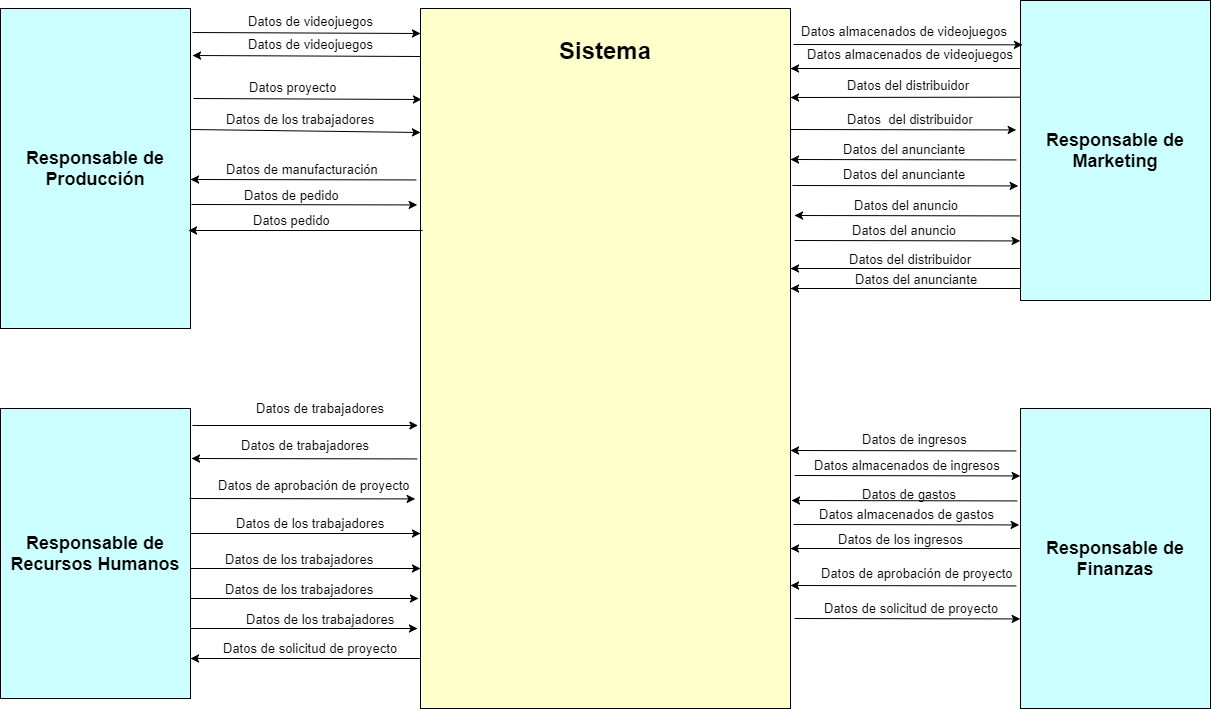 Datos de videojuegos
Datos de videojuegos
Datos proyecto
Datos de los trabajadores
Responsable de
Producción
Datos de manufacturación
Datos de pedido
Datos pedido
Sistema
Datos almacenados de videojuegos
Datos almacenados de videojuegos
Datos del distribuidor
Datos del distribuidor
Datos del anunciante
Datos del anunciante
Datos del anuncio
Datos del anuncio
Datos del distribuidor
Datos del anunciante
Responsable de
Marketing
Datos de trabajadores
Datos de trabajadores
Datos de aprobación de proyecto
Datos de los trabajadores
Datos de los trabajadores
Datos de los trabajadores
Datos de los trabajadores
Datos de solicitud de proyecto
Responsable de
Recursos Humanos
Datos de ingresos
Datos almacenados de ingresos
Datos de gastos
Datos almacenados de gastos
Datos de los ingresos
Datos de aprobación de proyecto
Datos de solicitud de proyecto
Responsable de
Finanzas